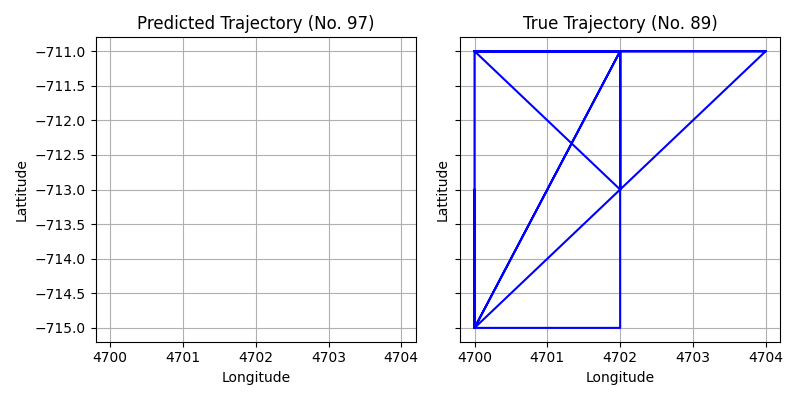 Predicted Trajectory (No. 97)
True Trajectory (No. 89)
Lattitude
−711.0
−711.5
−712.0
−712.5
−713.0
−713.5
−714.0
−714.5
−715.0
4700 4701 4702 4703 4704
Longitude
Lattitude
4700 4701 4702 4703 4704
Longitude